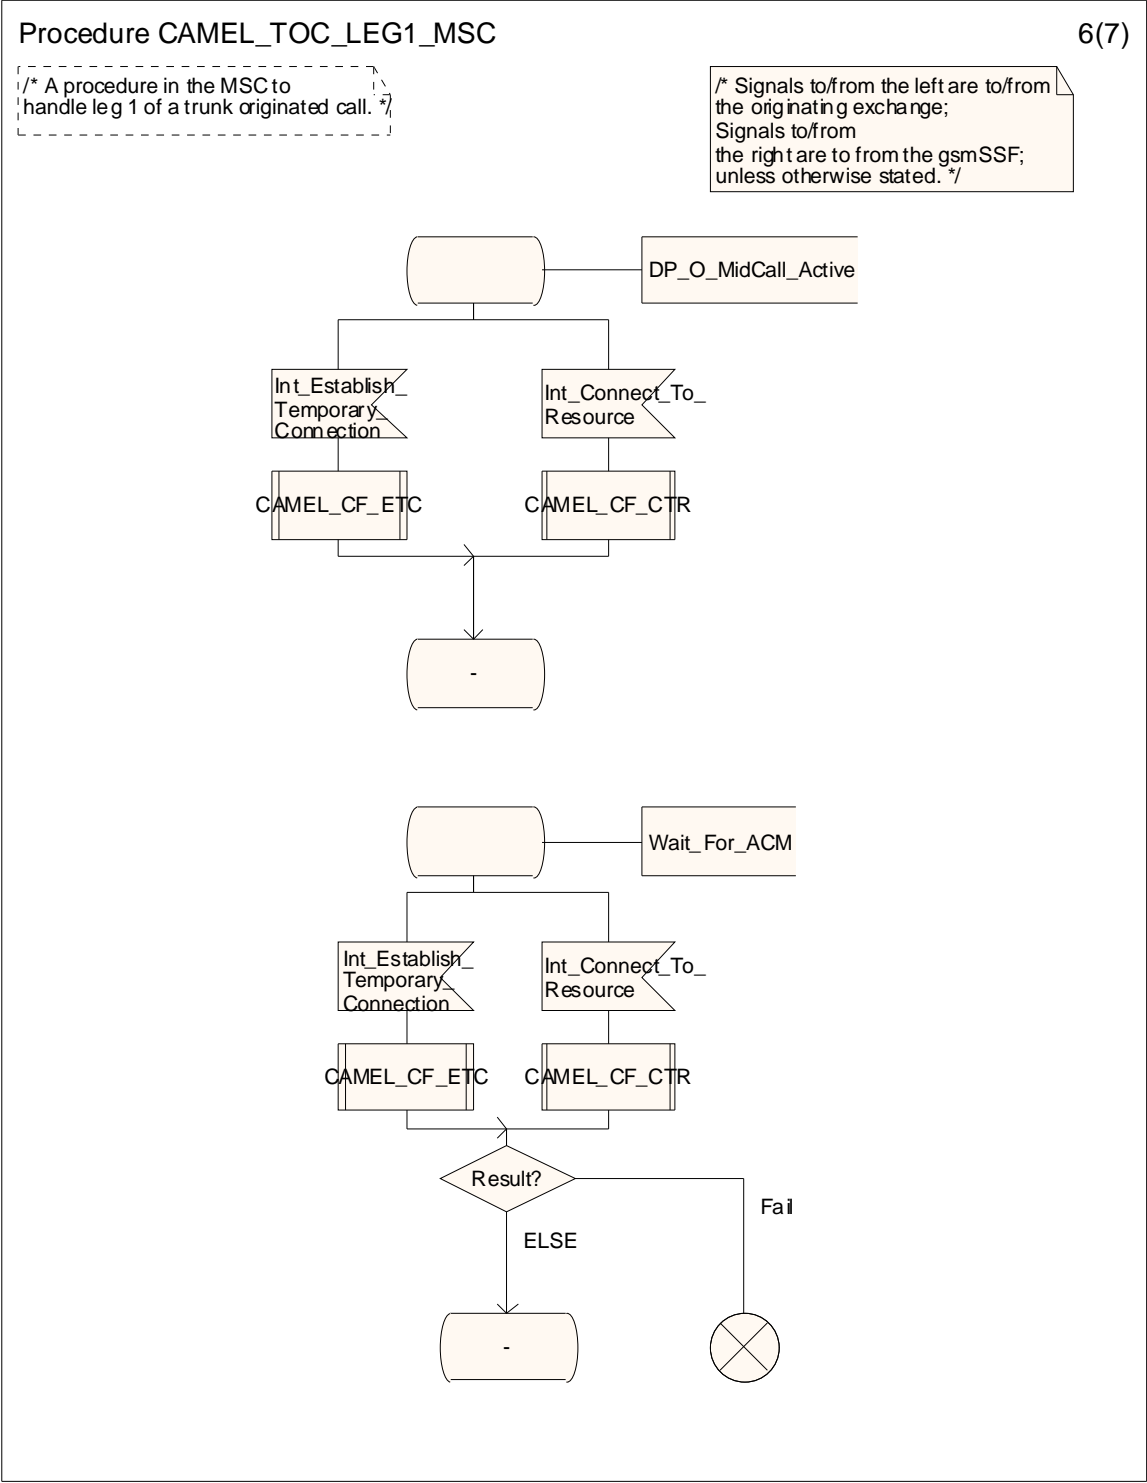 Procedure CAMEL_TOC_LEG1_MSC
6(7)
/* A procedure in the MSC to
handle leg 1 of a trunk originated call. */
/* Signals to/from the left are to/from
the originating exchange;
Signals to/from
the right are to from the gsmSSF;
unless otherwise stated. */
DP_O_MidCall_Active
Int_Establish_
Temporary_
Connection
Int_Connect_To_
Resource
CAMEL_CF_ETC
CAMEL_CF_CTR
-
Wait_For_ACM
Int_Establish_
Temporary_
Connection
Int_Connect_To_
Resource
CAMEL_CF_ETC
CAMEL_CF_CTR
Result?
Fail
ELSE
-